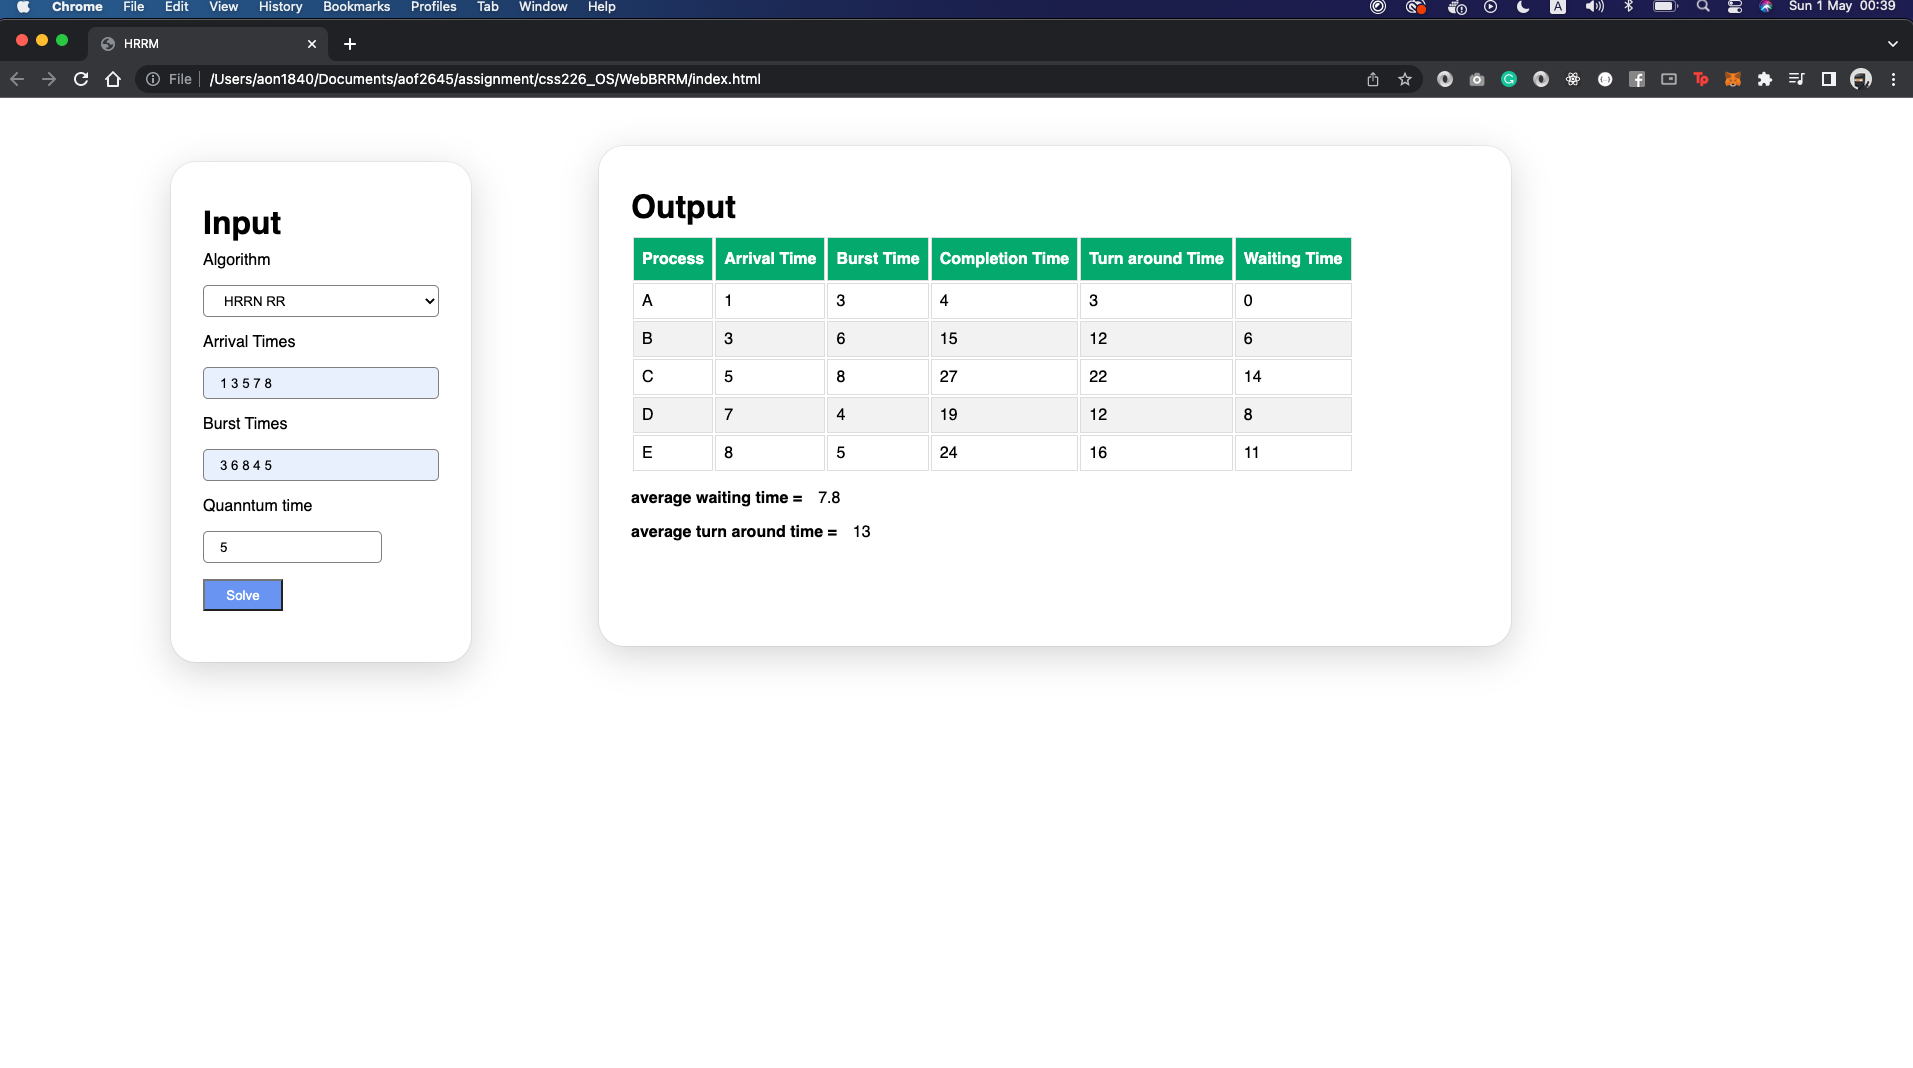 Chrome File Edit View History Bookmarks Profiles Tab Window Help A Sun 1 May 00:39
HRRM
File /Users/aon1840/Documents/aof2645/assignment/css226_OS/WebBRRM/index.html Tp
Input
Algorithm
HRRN RR
Arrival Times
1 3 5 7 8
Burst Times
3 6 8 4 5
Quanntum time
5
Solve
Output
Process Arrival Time Burst Time Completion Time Turn around Time Waiting Time
A 1 3 4 3 0
B 3 6 15 12 6
C 5 8 27 22 14
D 7 4 19 12 8
E 8 5 24 16 11
average waiting time = 7.8
average turn around time = 13